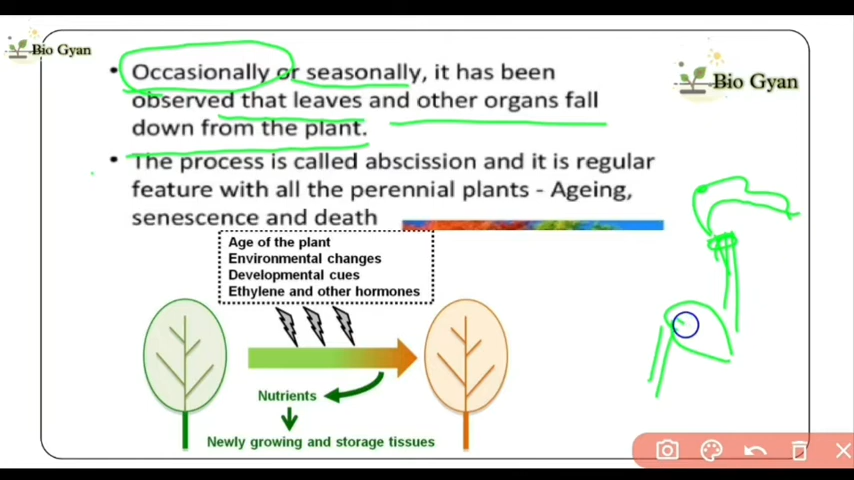 Bio Gyan
Bio Gyan
• Occasionally or seasonally, it has been
observed that leaves and other organs fall
down from the plant.
• The process is called abscission and it is regular
feature with all the perennial plants - Ageing,
senescence and death
Age of the plant
Environmental changes
Developmental cues
Ethylene and other hormones
Nutrients
Newly growing and storage tissues